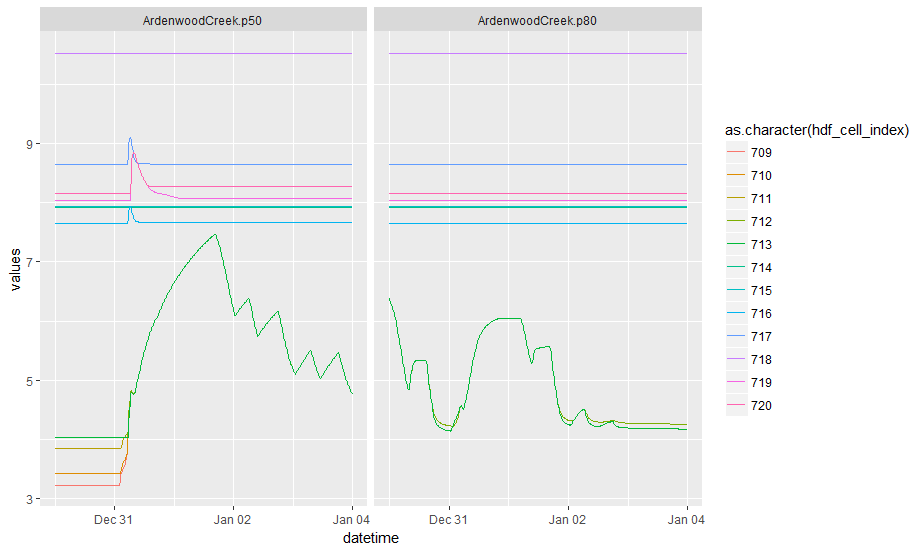 ArdenwoodCreek.p50
ArdenwoodCreek.p80
values
9
7
5
3
Dec 31
Jan 02
Jan 04
Dec 31
Jan 02
Jan 04
datetime
as.character(hdf_cell_index)
709
710
711
712
713
714
715
716
717
718
719
720